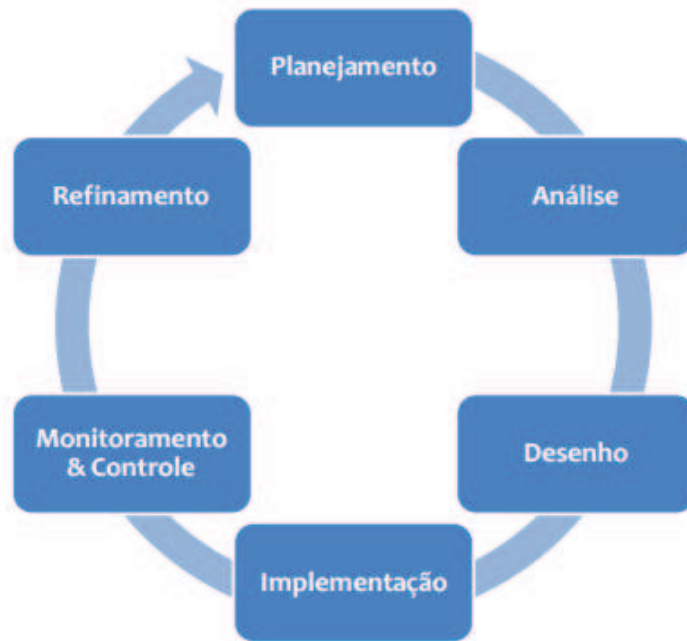 Planejamento
Análise
Desenho
Implementação
Monitoramento
& Controle
Refinamento